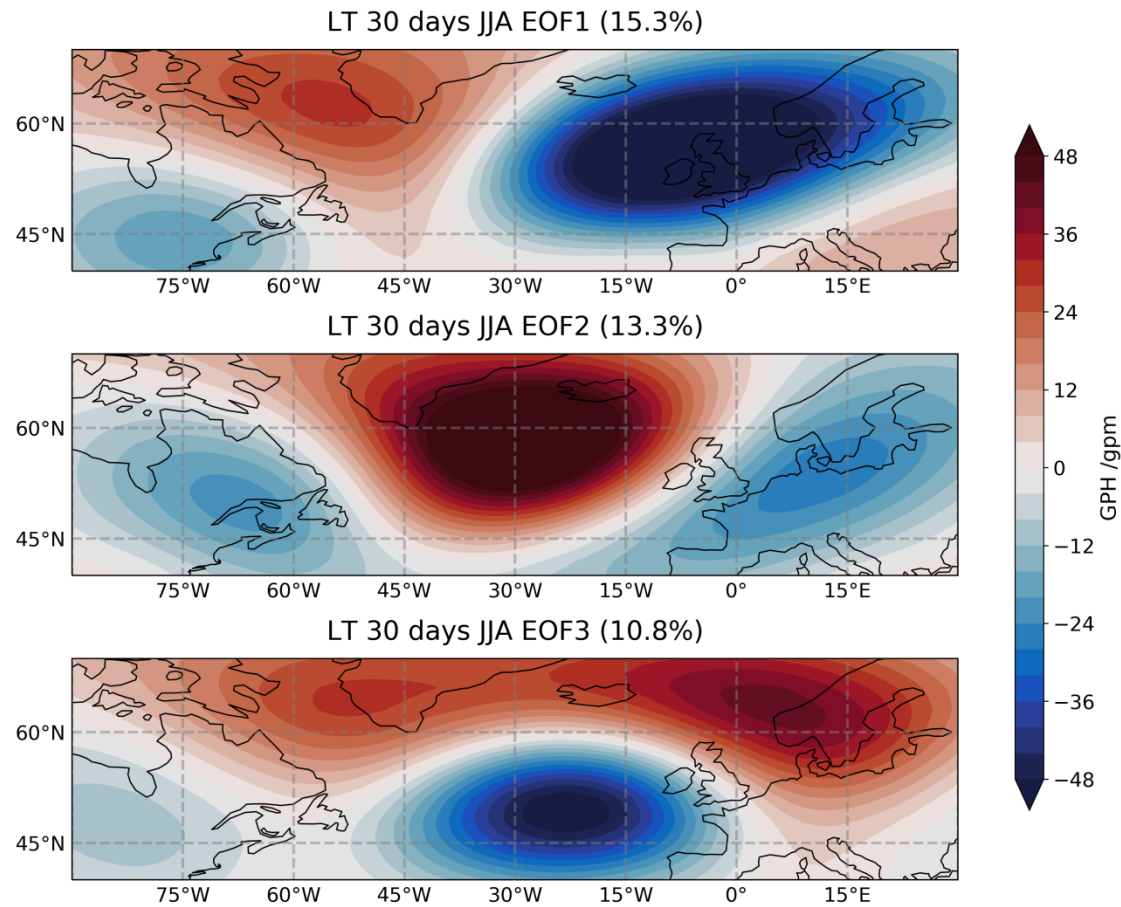 LT 30 days JJA EOF1 (15.3%)
60°N
45°N
75°W 60°W 45°W 30°W 15°W 0° 15°E
LT 30 days JJA EOF2 (13.3%)
60°N
45°N
75°W 60°W 45°W 30°W 15°W 0° 15°E
LT 30 days JJA EOF3 (10.8%)
60°N
45°N
75°W 60°W 45°W 30°W 15°W 0° 15°E
48
36
24
12
0
−12
−24
−36
−48
GPH /gpm